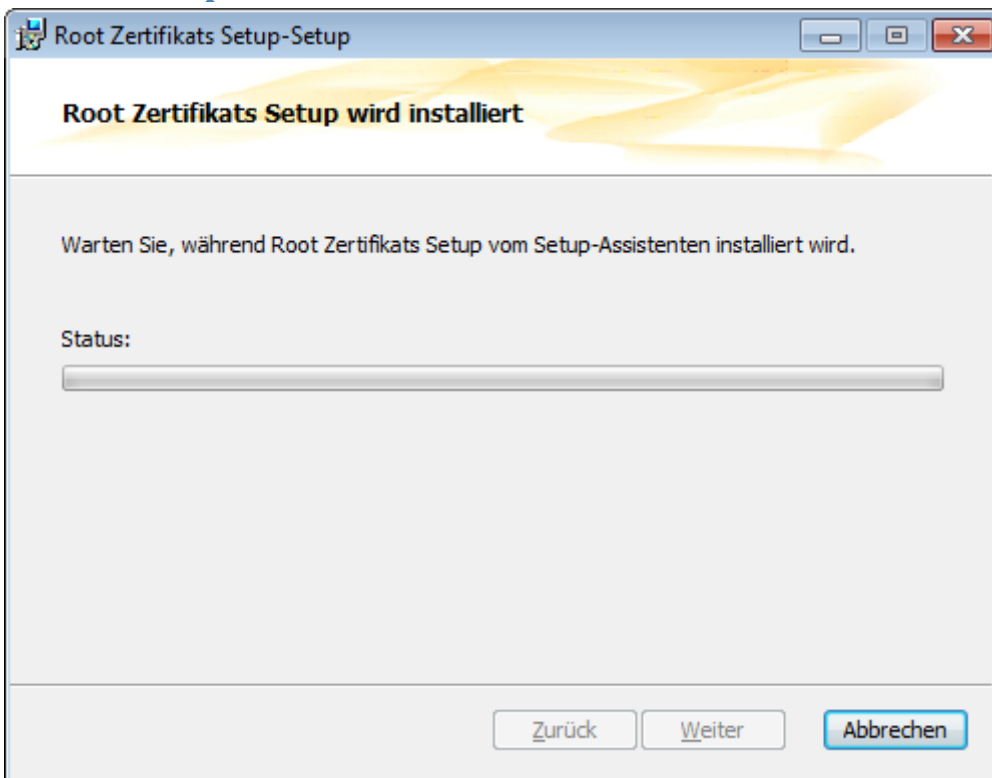 Root Zertifikats Setup-Setup
Root Zertifikats Setup wird installiert
Warten Sie, während Root Zertifikats Setup vom Setup-Assistenten installiert wird.
Status:
Zurück Weiter Abbrechen